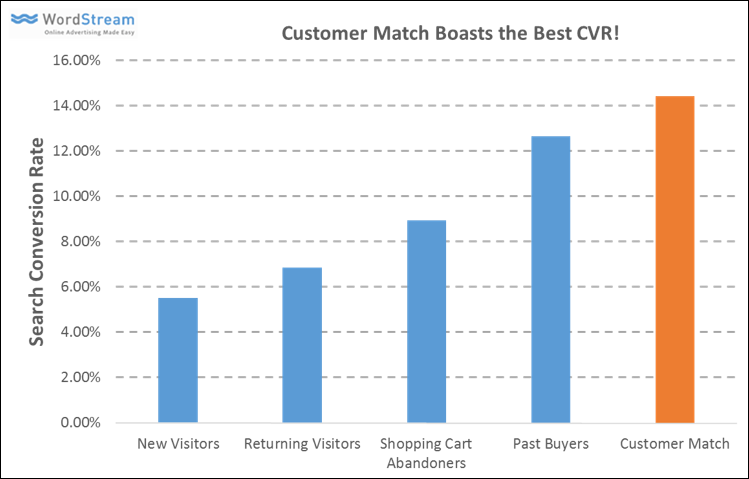 WordStream
Online Advertising Made Easy
Customer Match Boasts the Best CVR!
Search Conversion Rate
16.00%
14.00%
12.00%
10.00%
8.00%
6.00%
4.00%
2.00%
0.00%
New Visitors
Returning Visitors
Shopping Cart
Abandoners
Past Buyers
Customer Match